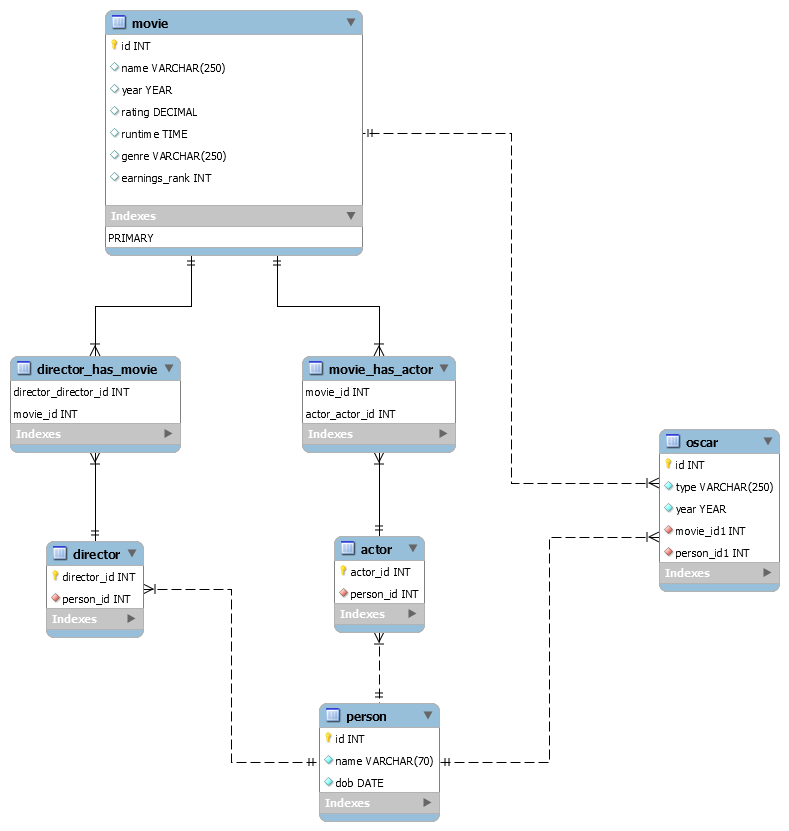 movie
id INT
name VARCHAR(250)
year YEAR
rating DECIMAL
runtime TIME
genre VARCHAR(250)
earnings_rank INT
Indexes
PRIMARY
director_has_movie
director_director_id INT
movie_id INT
Indexes
movie_has_actor
movie_id INT
actor_actor_id INT
Indexes
oscar
id INT
type VARCHAR(250)
year YEAR
movie_id1 INT
person_id1 INT
Indexes
director
director_id INT
person_id INT
Indexes
actor
actor_id INT
person_id INT
Indexes
person
id INT
name VARCHAR(70)
dob DATE
Indexes